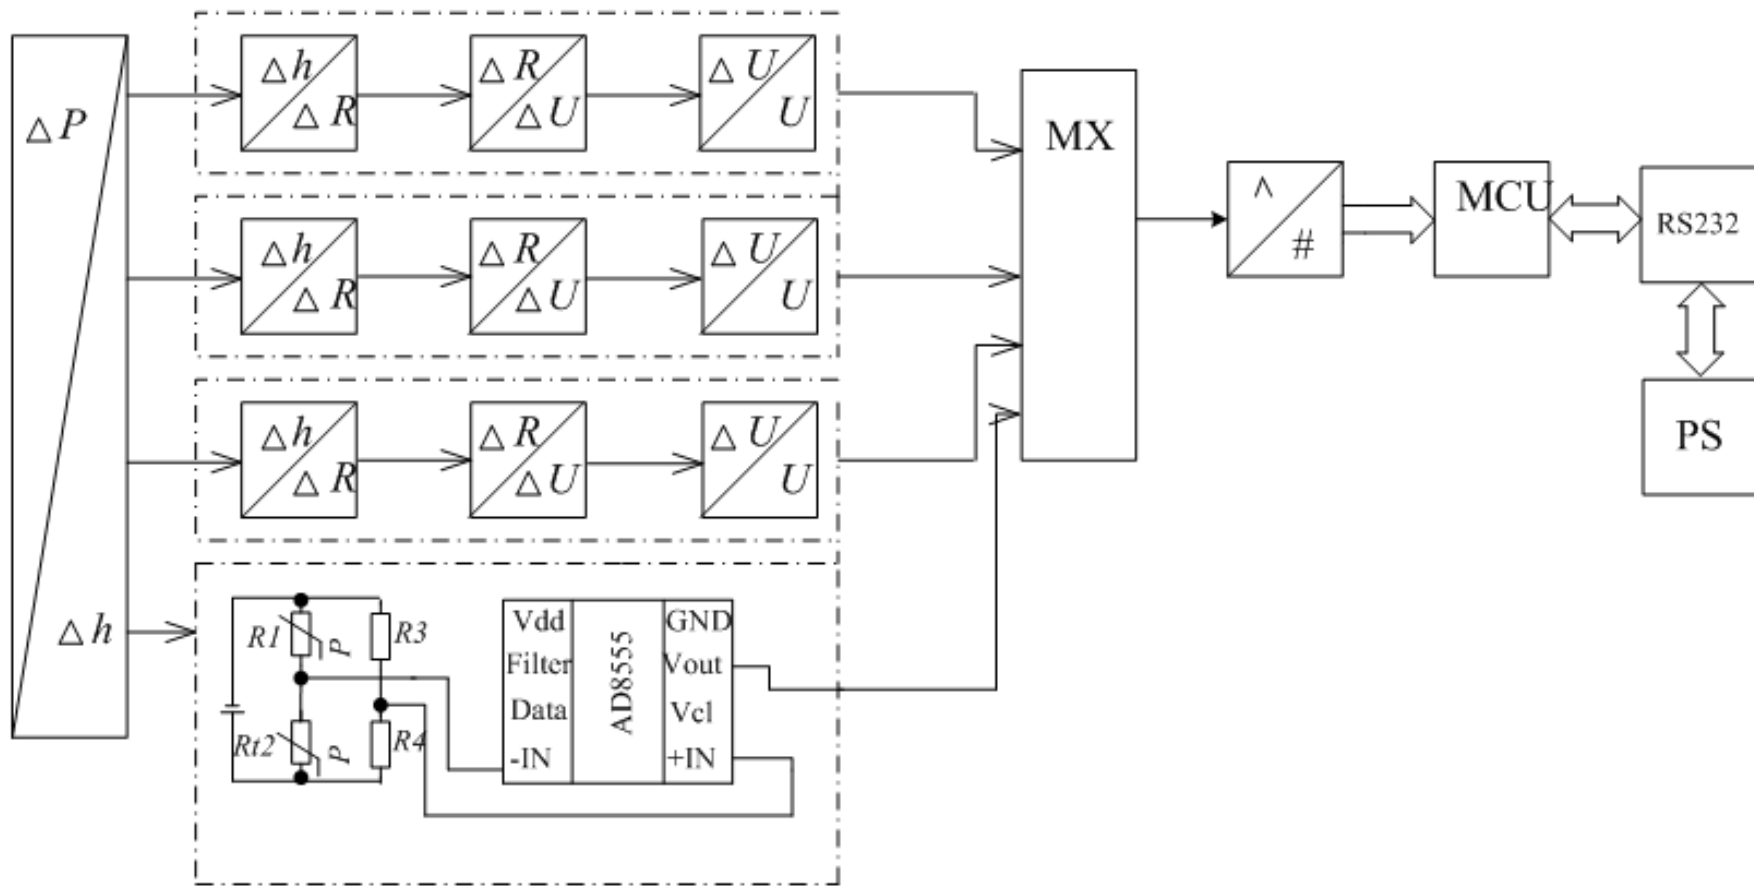 △P
△h
△h
△R
△R
△U
△U
U
△h
△R
△R
△U
△U
U
△h
△R
△R
△U
△U
U
R1
P
R3
Rt2
P
R4
Vdd
Filter
Data
-IN
AD8555
GND
Vout
Vcl
+IN
MX
^
#
MCU
RS232
PS